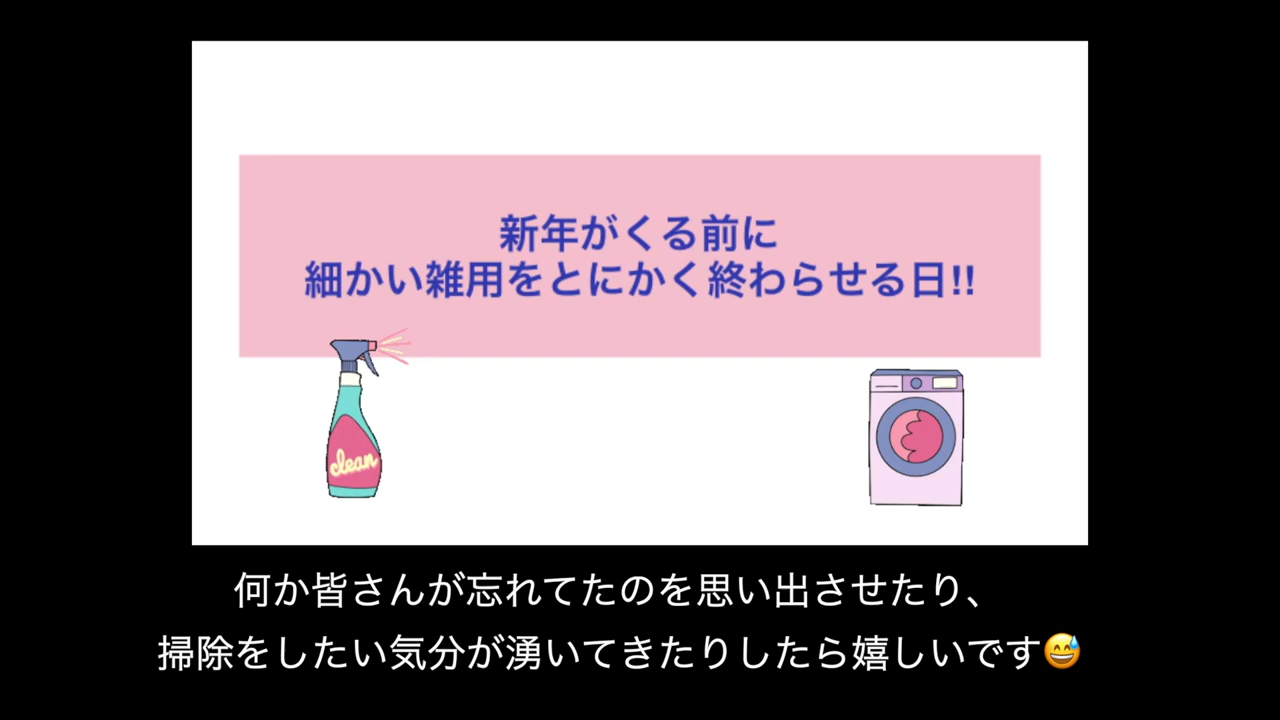 新年がくる前に
細かい雑用をとにかく終わらせる日!!
clean
何か皆さんが忘れてたのを思い出させたり、
掃除をしたい気分が湧いてきたりしたら嬉しいです😅